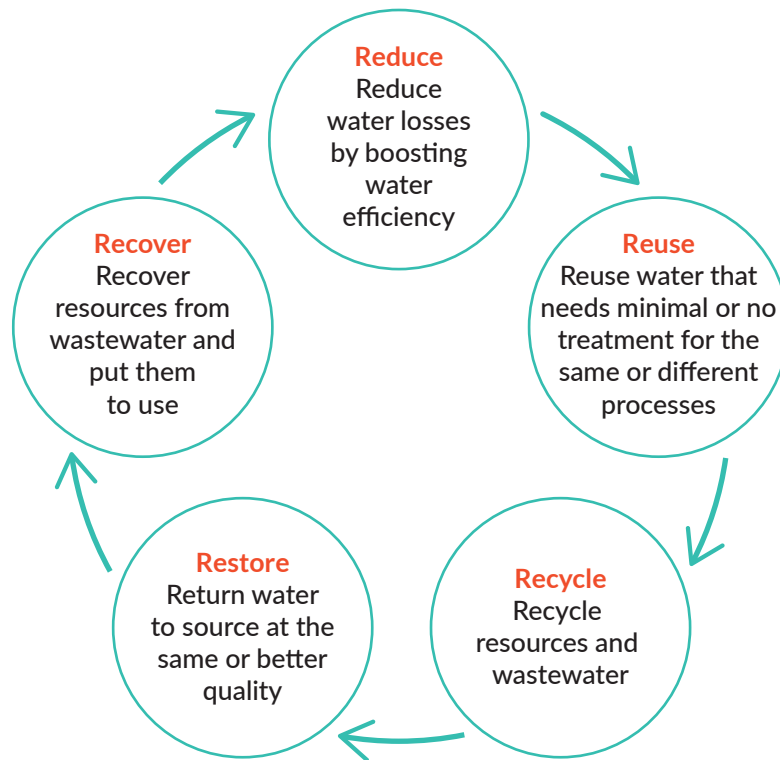 Reduce
Reduce
water losses
by boosting
water
efficiency
Reuse
Reuse water that
needs minimal or no
treatment for the
same or different
processes
Recycle
Recycle
resources and
wastewater
Restore
Return water
to source at the
same or better
quality
Recover
Recover
resources from
wastewater and
put them
to use